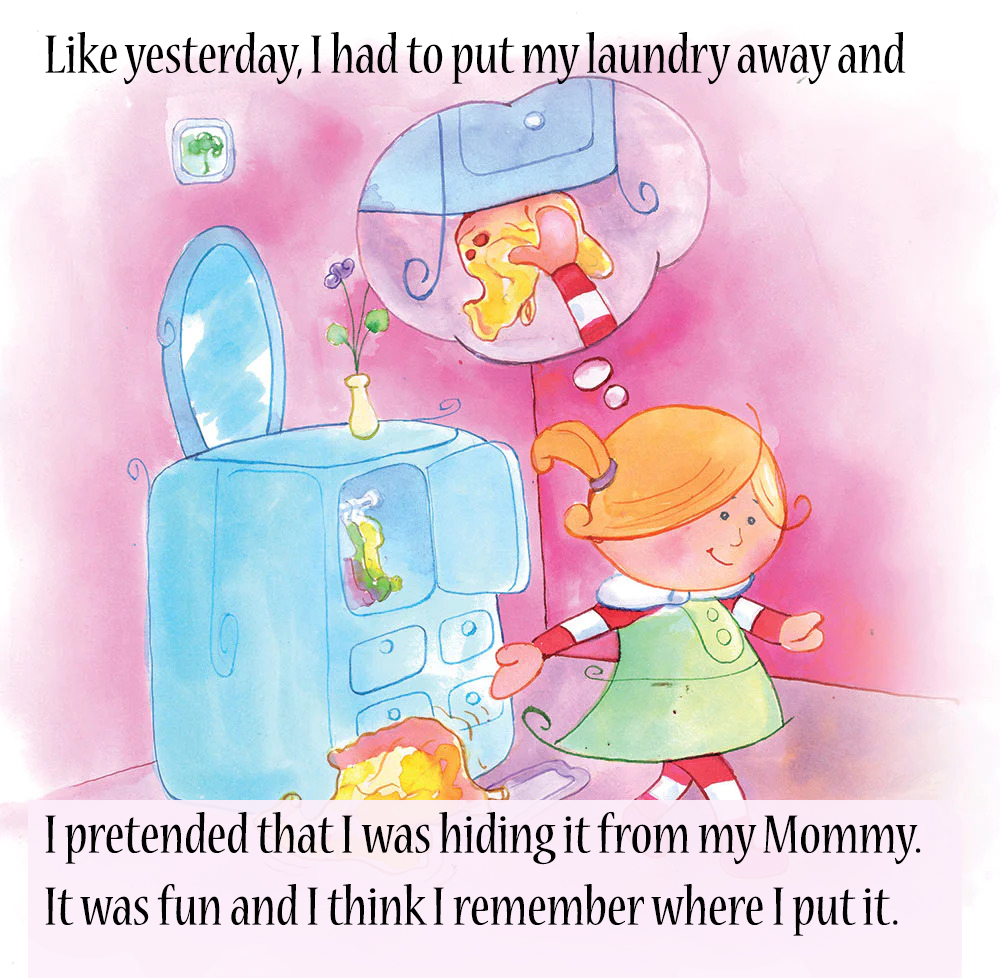 Like yesterday, I had to put my laundry away and
I pretended that I was hiding it from my Mommy.
It was fun and I think I remember where I put it.